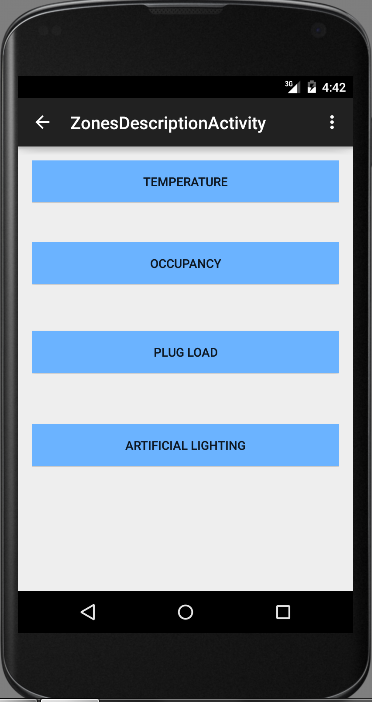 3G 4:42
ZonesDescriptionActivity
TEMPERATURE
OCCUPANCY
PLUG LOAD
ARTIFICIAL LIGHTING